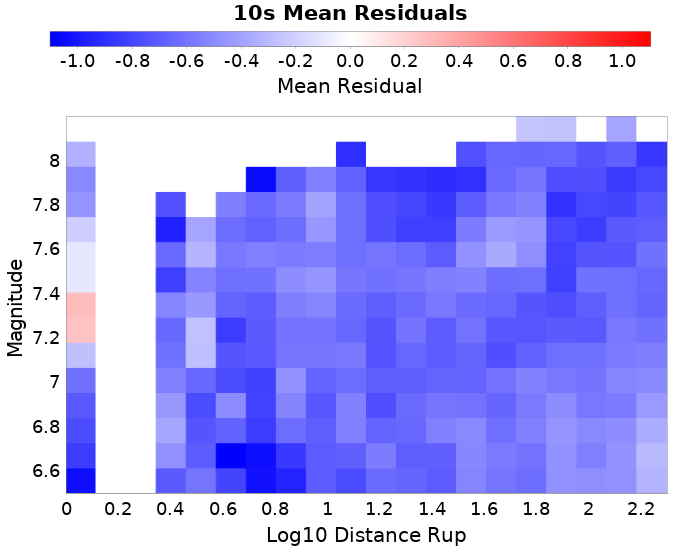 10s Mean Residuals
-1.0 -0.8 -0.6 -0.4 -0.2 0.0 0.2 0.4 0.6 0.8 1.0
Mean Residual
8
7.8
7.6
7.4
7.2
7
6.8
6.6
Magnitude
0 0.2 0.4 0.6 0.8 1 1.2 1.4 1.6 1.8 2 2.2
Log10 Distance Rup